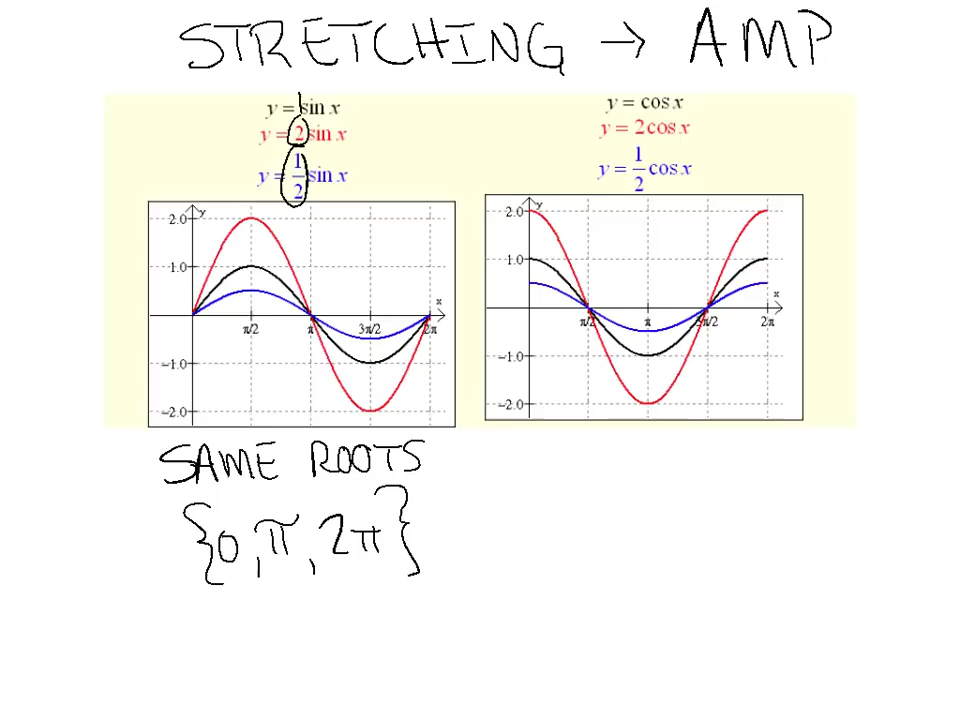 STRETCHING → AMP
y = sin x
y = 2 sin x
y = 1/2 sin x
y = cos x
y = 2 cos x
y = 1/2 cos x
y
2.0
1.0
x
π/2 π 3π/2 2π
-1.0
-2.0
y
2.0
1.0
x
π/2 π 3π/2 2π
-1.0
-2.0
SAME ROOTS
{0, π, 2π}